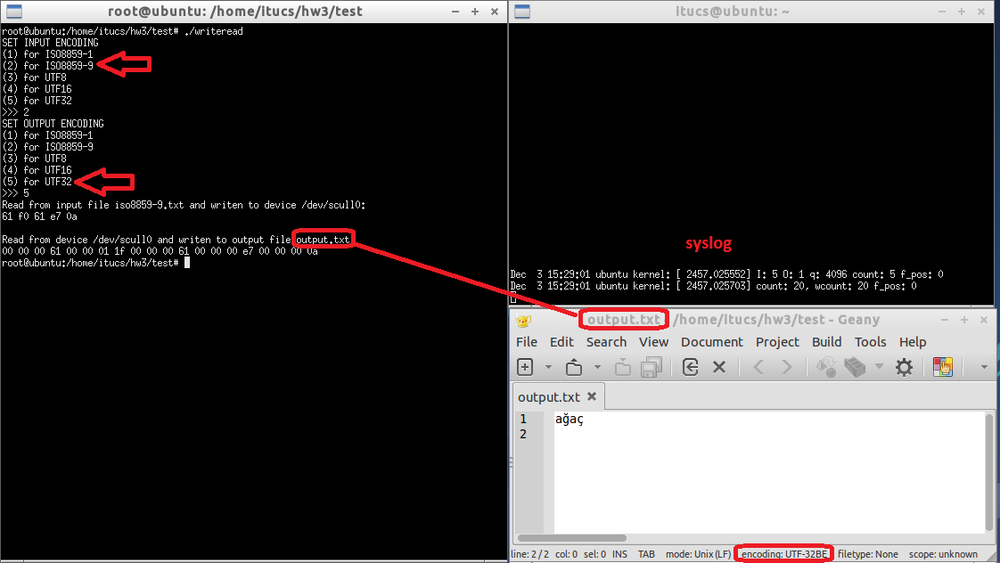 root@ubuntu: /home/itucs/hw3/test
root@ubuntu:/home/itucs/hw3/test# ./writeread
SET INPUT ENCODING
(1) for ISO8859-1
(2) for ISO8859-9
(3) for UTF8
(4) for UTF16
(5) for UTF32
>>> 2
SET OUTPUT ENCODING
(1) for ISO8859-1
(2) for ISO8859-9
(3) for UTF8
(4) for UTF16
(5) for UTF32
>>> 5
Read from input file iso8859-9.txt and writen to device /dev/scull0:
61 f0 61 e7 0a
Read from device /dev/scull0 and writen to output file output.txt
00 00 00 61 00 00 01 1f 00 00 00 61 00 00 00 e7 00 00 00 0a
root@ubuntu:/home/itucs/hw3/test#
itucs@ubuntu: ~
syslog
Dec  3 15:29:01 ubuntu kernel: [ 2457.025552] I: 5 O: 1 q: 4096 count: 5 f_pos: 0
Dec  3 15:29:01 ubuntu kernel: [ 2457.025703] count: 20, wcount: 20 f_pos: 0
output.txt /home/itucs/hw3/test - Geany
File Edit Search View Document Project Build Tools Help
output.txt
1 ağaç
2
line: 2 / 2 col: 0 sel: 0 INS TAB mode: Unix (LF) encoding: UTF-32BE filetype: None scope: unknown